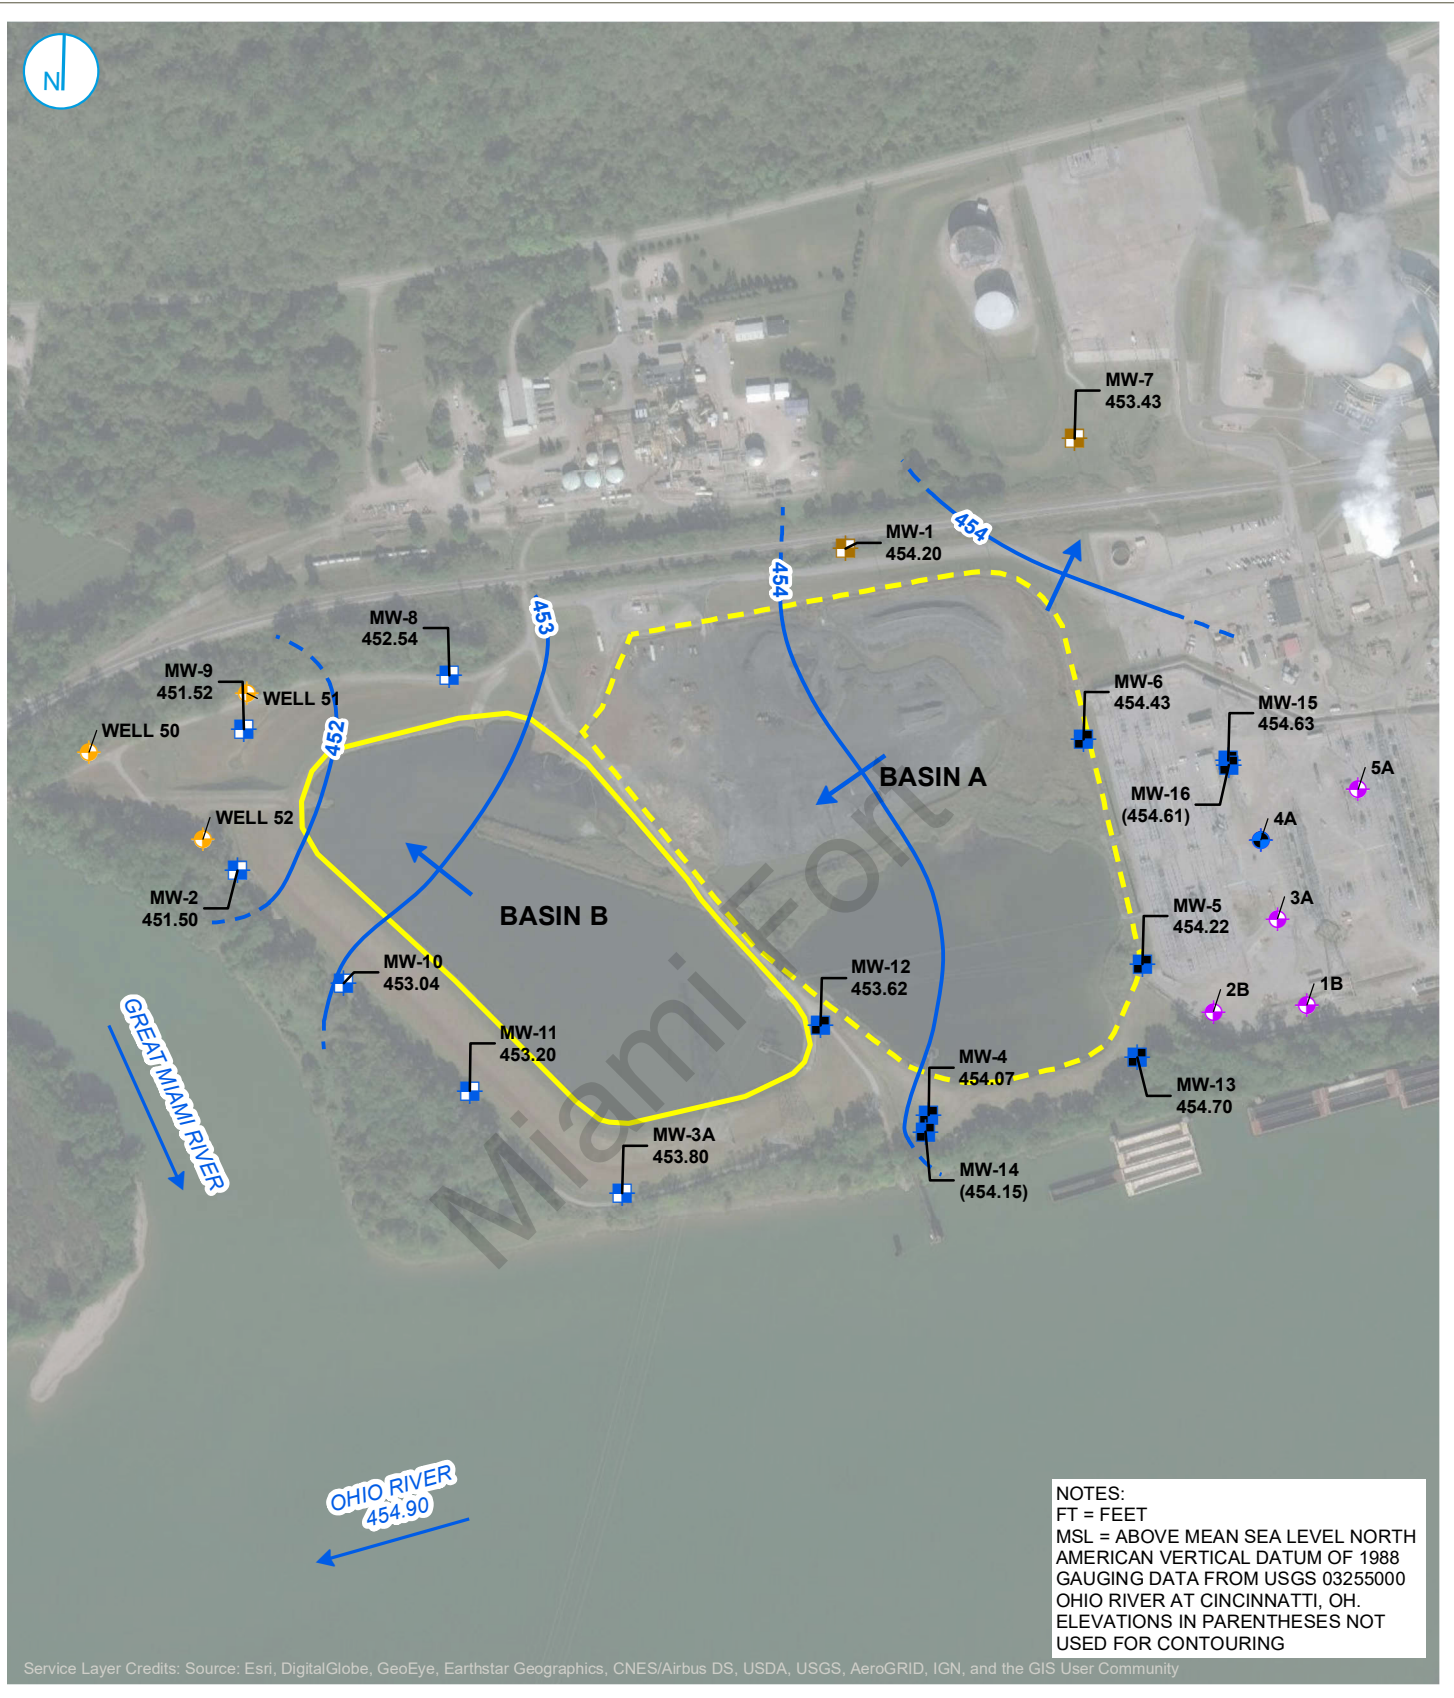 N
MW-7
453.43
MW-1
454.20
454
454
453
MW-8
452.54
MW-9
451.52
WELL 51
WELL 50
452
WELL 52
MW-2
451.50
MW-6
454.43
MW-15
454.63
MW-16
(454.61)
5A
4A
3A
2B
1B
BASIN A
BASIN B
MW-5
454.22
MW-10
453.04
MW-12
453.62
MW-11
453.20
MW-4
454.07
MW-13
454.70
MW-3A
453.80
MW-14
(454.15)
Miami Fort
GREAT MIAMI RIVER
OHIO RIVER
454.90
NOTES:
FT = FEET
MSL = ABOVE MEAN SEA LEVEL NORTH
AMERICAN VERTICAL DATUM OF 1988
GAUGING DATA FROM USGS 03255000
OHIO RIVER AT CINCINNATTI, OH.
ELEVATIONS IN PARENTHESES NOT
USED FOR CONTOURING
Service Layer Credits: Source: Esri, DigitalGlobe, GeoEye, Earthstar Geographics, CNES/Airbus DS, USDA, USGS, AeroGRID, IGN, and the GIS User Community